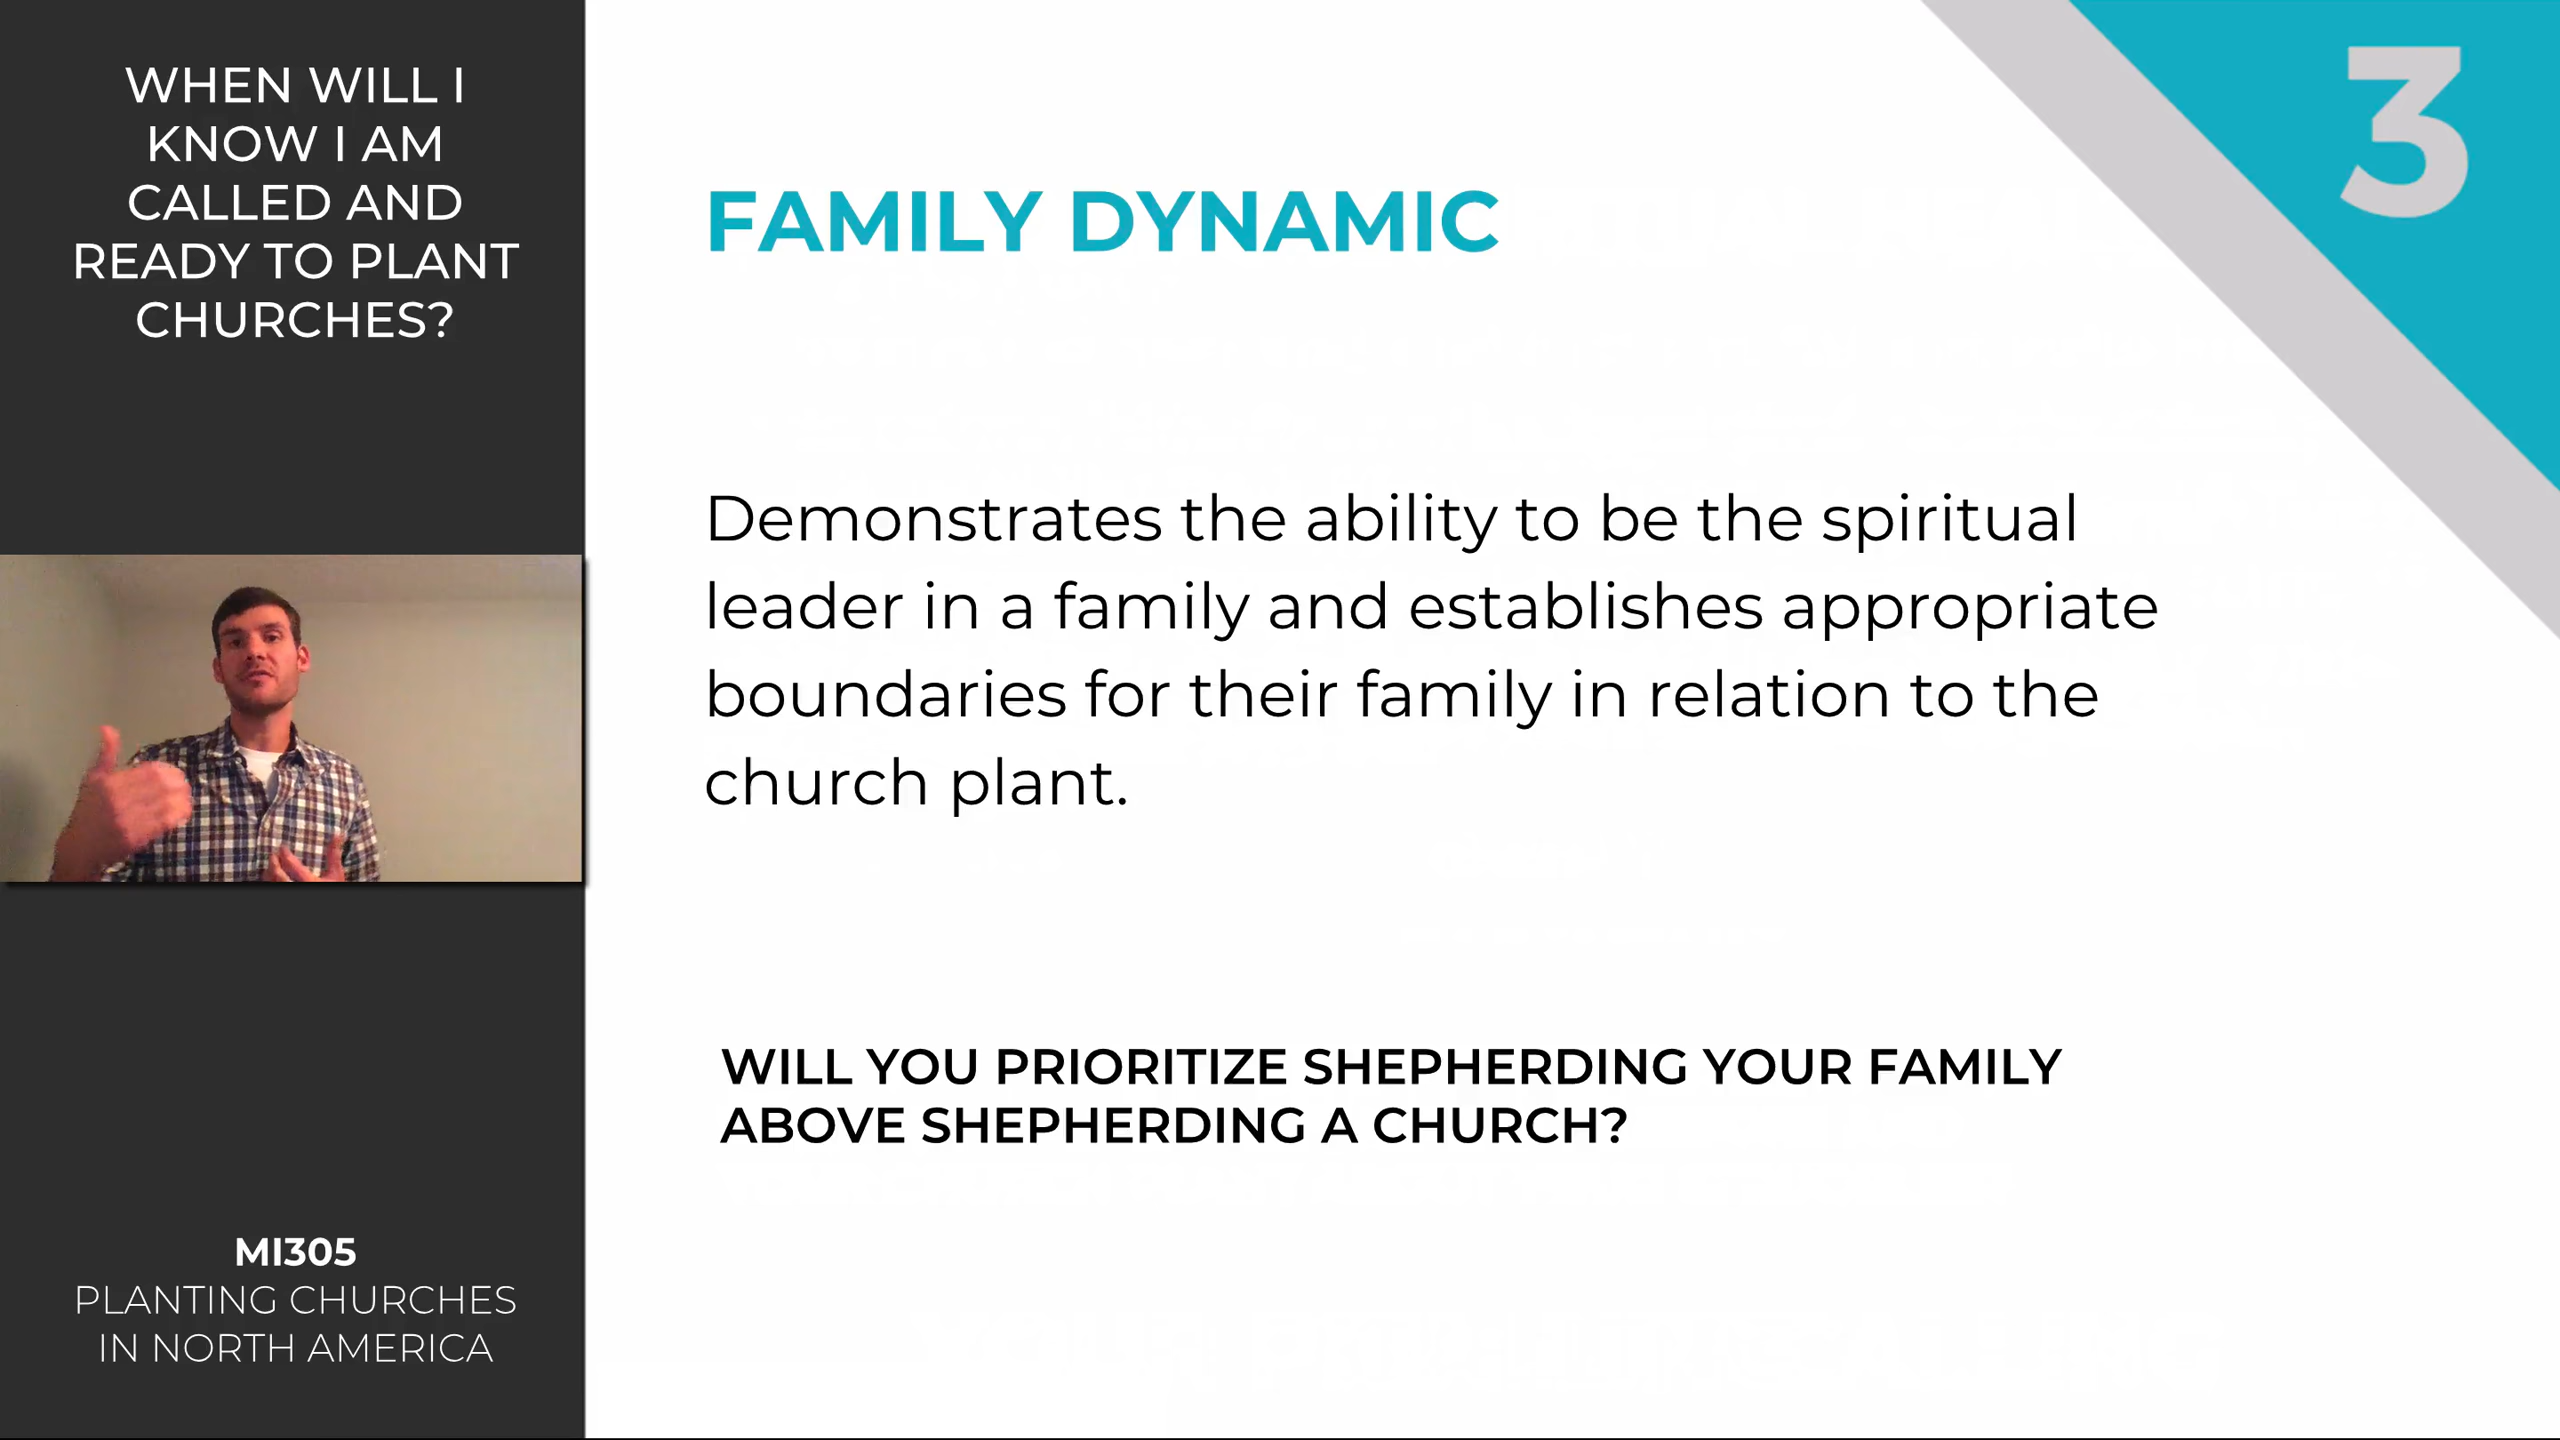 WHEN WILL I
KNOW I AM
CALLED AND
READY TO PLANT
CHURCHES?
MI305
PLANTING CHURCHES
IN NORTH AMERICA
3
FAMILY DYNAMIC
Demonstrates the ability to be the spiritual
leader in a family and establishes appropriate
boundaries for their family in relation to the
church plant.
WILL YOU PRIORITIZE SHEPHERDING YOUR FAMILY
ABOVE SHEPHERDING A CHURCH?